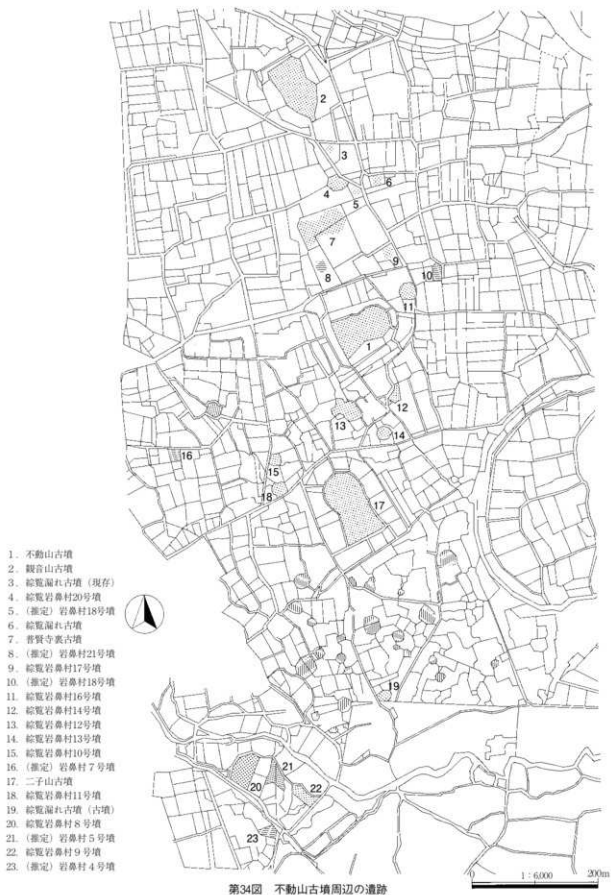 2
3
4
5
6
7
8
9
10
11
1
12
13
14
15
16
17
18
19
20
21
22
23
1. 不動山古墳
2. 観音山古墳
3. 綜覧漏れ古墳（現存）
4. 綜覧岩鼻村20号墳
5. （推定）岩鼻村18号墳
6. 綜覧漏れ古墳
7. 普賢寺裏古墳
8. （推定）岩鼻村21号墳
9. 綜覧岩鼻村17号墳
10. （推定）岩鼻村18号墳
11. 綜覧岩鼻村16号墳
12. 綜覧岩鼻村14号墳
13. 綜覧岩鼻村12号墳
14. 綜覧岩鼻村13号墳
15. 綜覧岩鼻村10号墳
16. （推定）岩鼻村７号墳
17. 二子山古墳
18. 綜覧岩鼻村11号墳
19. 綜覧漏れ古墳（古墳）
20. 綜覧岩鼻村８号墳
21. （推定）岩鼻村５号墳
22. 綜覧岩鼻村９号墳
23. （推定）岩鼻村４号墳
0 1：6,000 200m
第34図 不動山古墳周辺の遺跡